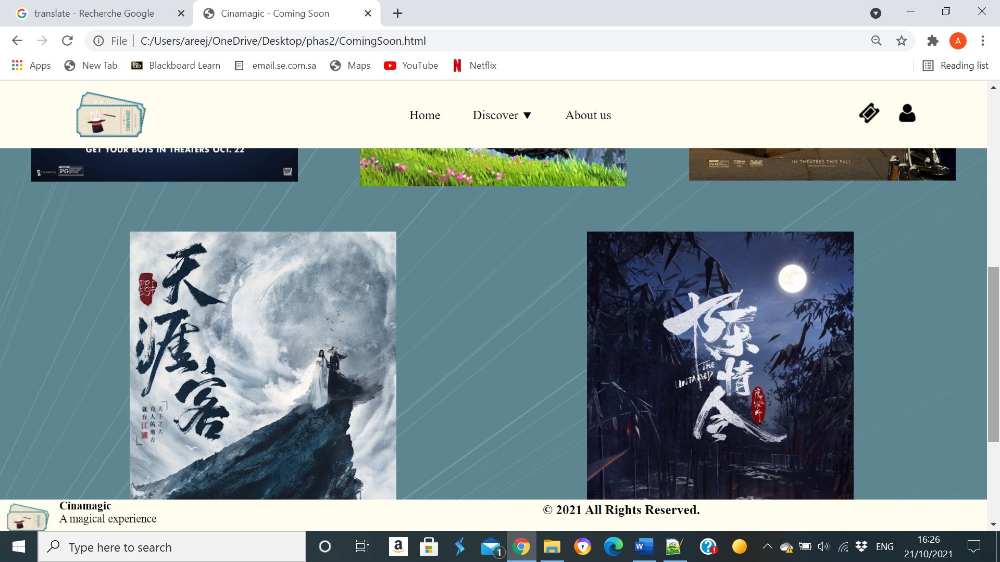 translate - Recherche Google
Cinamagic - Coming Soon
File
C:/Users/areej/OneDrive/Desktop/phas2/ComingSoon.html
A
Apps
New Tab
Bb
Blackboard Learn
email.se.com.sa
Maps
YouTube
Netflix
Reading list
CINAMAGIC
Home
Discover ▼
About us
GET YOUR BOTS IN THEATERS OCT. 22
PG
IN THEATRES THIS FALL
天涯客
PRIEST
天下之大
有人的地方
就有江湖
陈情令
THE
UNTAMED
Cinamagic
A magical experience
© 2021 All Rights Reserved.
Type here to search
1
ENG
16:26
21/10/2021